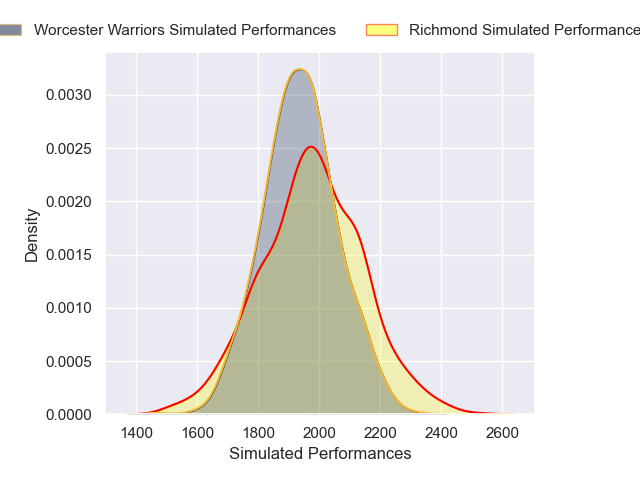 Worcester Warriors Simulated Performances
Richmond Simulated Performance
0.0030
0.0025
0.0020
0.0015
0.0010
0.0005
0.0000
Density
1400 1600 1800 2000 2200 2400 2600
Simulated Performances